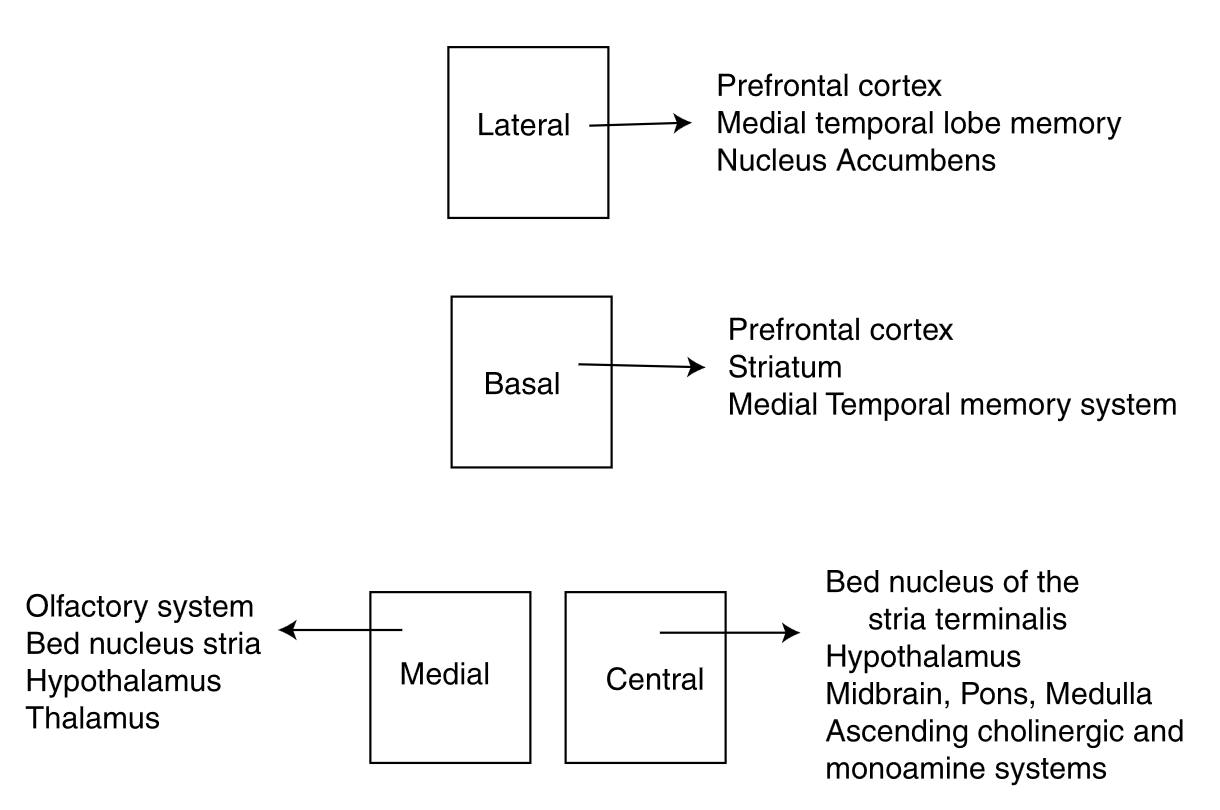 Lateral
Prefrontal cortex
Medial temporal lobe memory
Nucleus Accumbens
Basal
Prefrontal cortex
Striatum
Medial Temporal memory system
Olfactory system
Bed nucleus stria
Hypothalamus
Thalamus
Medial
Central
Bed nucleus of the
stria terminalis
Hypothalamus
Midbrain, Pons, Medulla
Ascending cholinergic and
monoamine systems